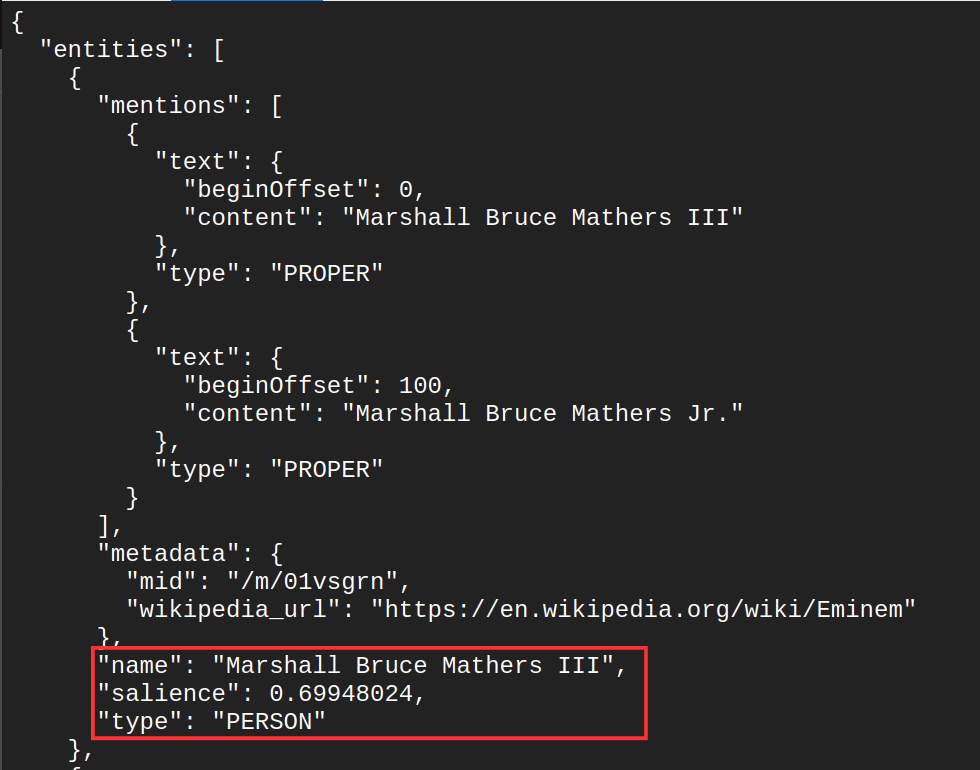 {
  "entities": [
    {
      "mentions": [
        {
          "text": {
            "beginOffset": 0,
            "content": "Marshall Bruce Mathers III"
          },
          "type": "PROPER"
        },
        {
          "text": {
            "beginOffset": 100,
            "content": "Marshall Bruce Mathers Jr."
          },
          "type": "PROPER"
        }
      ],
      "metadata": {
        "mid": "/m/01vsgrn",
        "wikipedia_url": "https://en.wikipedia.org/wiki/Eminem"
      },
      "name": "Marshall Bruce Mathers III",
      "salience": 0.69948024,
      "type": "PERSON"
    },